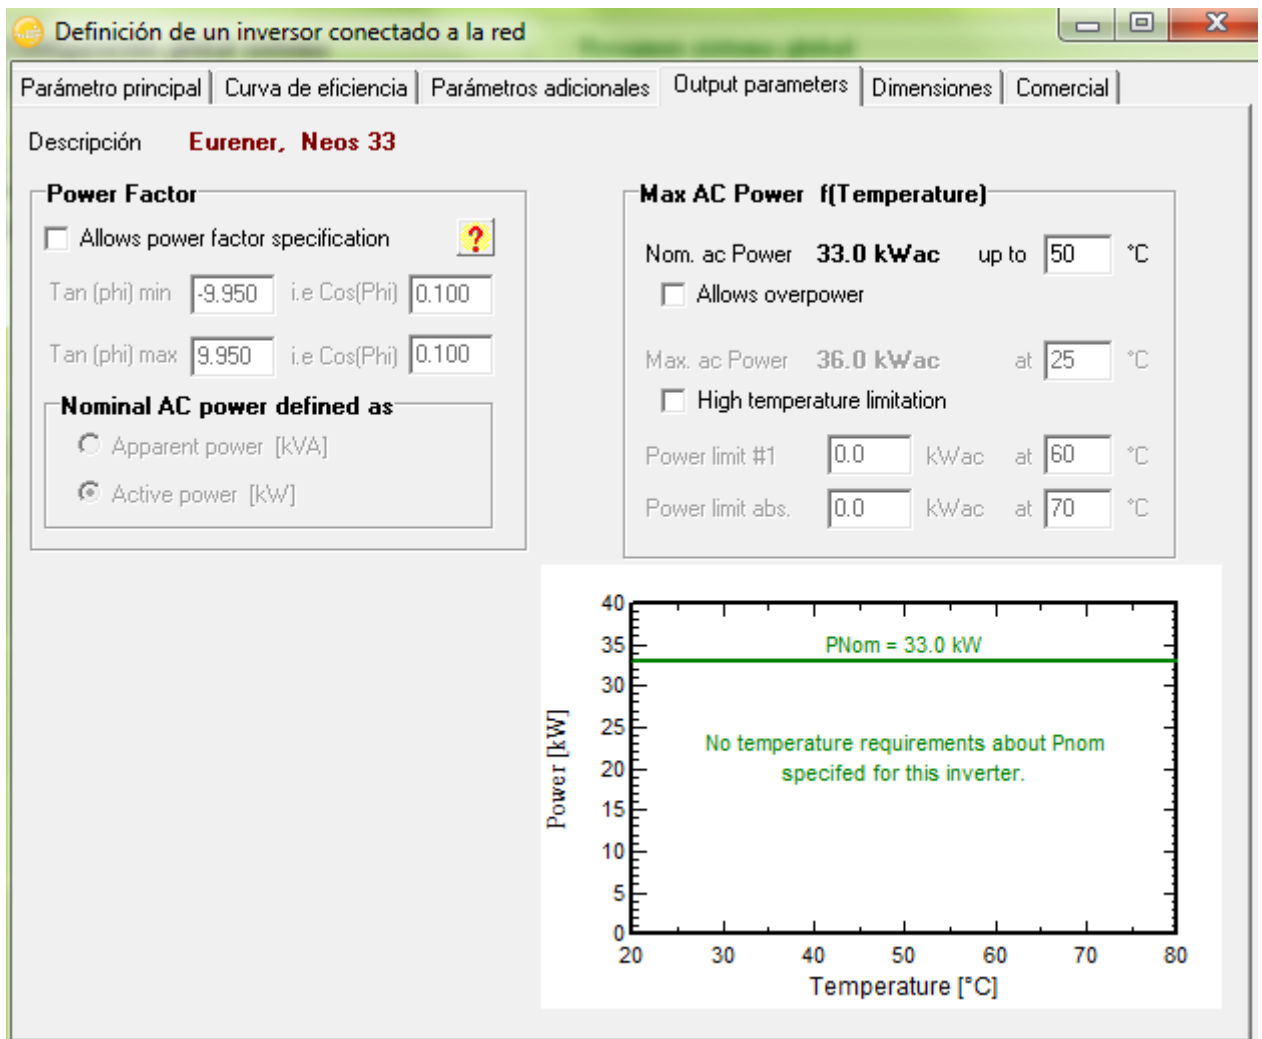 Definición de un inversor conectado a la red
Parámetro principal Curva de eficiencia Parámetros adicionales Output parameters Dimensiones Comercial
Descripción Eurener, Neos 33
Power Factor
Allows power factor specification ?
Tan (phi) min -9.950 i.e Cos(Phi) 0.100
Tan (phi) max 9.950 i.e Cos(Phi) 0.100
Nominal AC power defined as
Apparent power [kVA]
Active power [kW]
Max AC Power f(Temperature)
Nom. ac Power 33.0 kWac up to 50 °C
Allows overpower
Max. ac Power 36.0 kWac at 25 °C
High temperature limitation
Power limit #1 0.0 kWac at 60 °C
Power limit abs. 0.0 kWac at 70 °C
40
35
30
25
20
15
10
5
0
Power [kW]
PNom = 33.0 kW
No temperature requirements about Pnom
specifed for this inverter.
20 30 40 50 60 70 80
Temperature [°C]